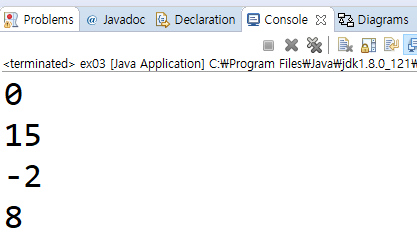 Problems @ Javadoc Declaration Console Diagrams
<terminated> ex03 [Java Application] C:₩Program Files₩Java₩jdk1.8.0_121₩
0
15
-2
8